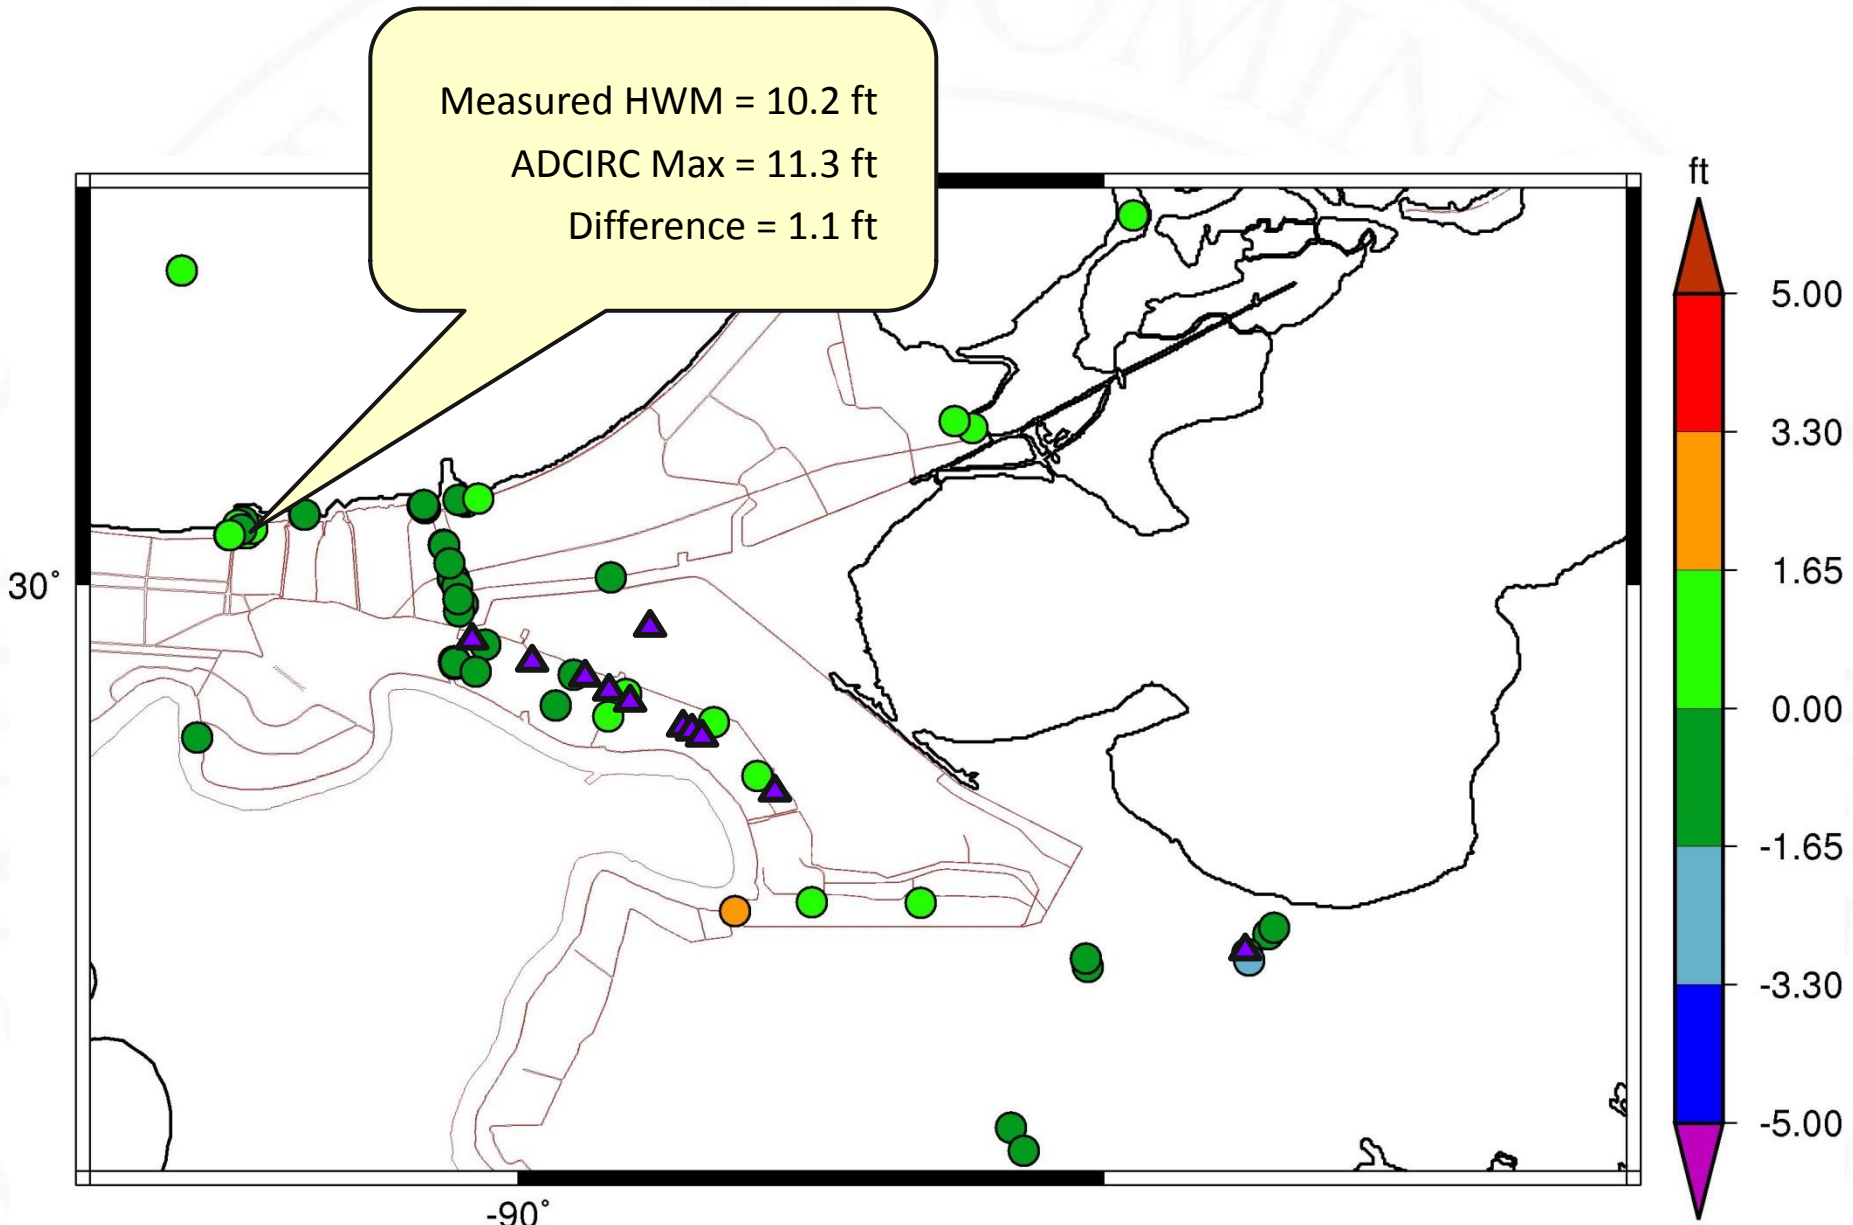 Measured HWM = 10.2 ft
ADCIRC Max = 11.3 ft
Difference = 1.1 ft
ft
5.00
3.30
1.65
0.00
-1.65
-3.30
-5.00
30°
-90°